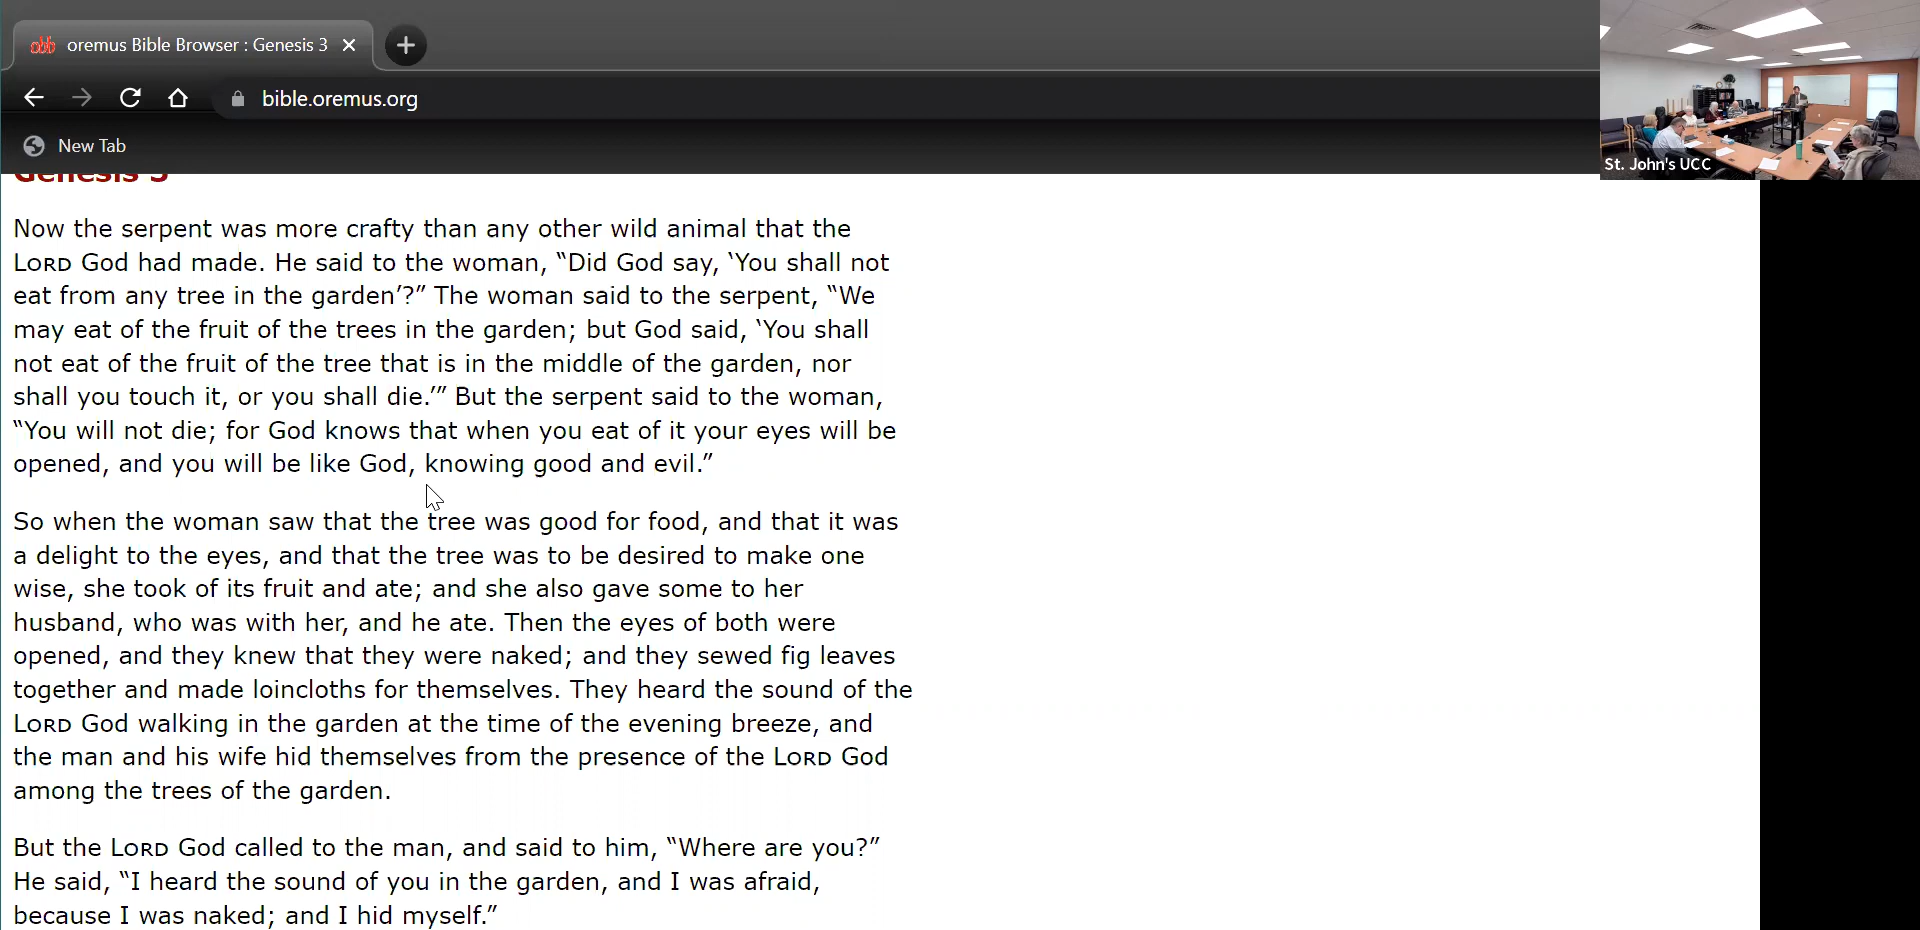 oremus Bible Browser : Genesis 3
bible.oremus.org
New Tab
St. John's UCC
Genesis 3
Now the serpent was more crafty than any other wild animal that the
LORD God had made. He said to the woman, “Did God say, ‘You shall not
eat from any tree in the garden’?” The woman said to the serpent, “We
may eat of the fruit of the trees in the garden; but God said, ‘You shall
not eat of the fruit of the tree that is in the middle of the garden, nor
shall you touch it, or you shall die.’” But the serpent said to the woman,
“You will not die; for God knows that when you eat of it your eyes will be
opened, and you will be like God, knowing good and evil.”
So when the woman saw that the tree was good for food, and that it was
a delight to the eyes, and that the tree was to be desired to make one
wise, she took of its fruit and ate; and she also gave some to her
husband, who was with her, and he ate. Then the eyes of both were
opened, and they knew that they were naked; and they sewed fig leaves
together and made loincloths for themselves. They heard the sound of the
LORD God walking in the garden at the time of the evening breeze, and
the man and his wife hid themselves from the presence of the LORD God
among the trees of the garden.
But the LORD God called to the man, and said to him, “Where are you?”
He said, “I heard the sound of you in the garden, and I was afraid,
because I was naked; and I hid myself.”